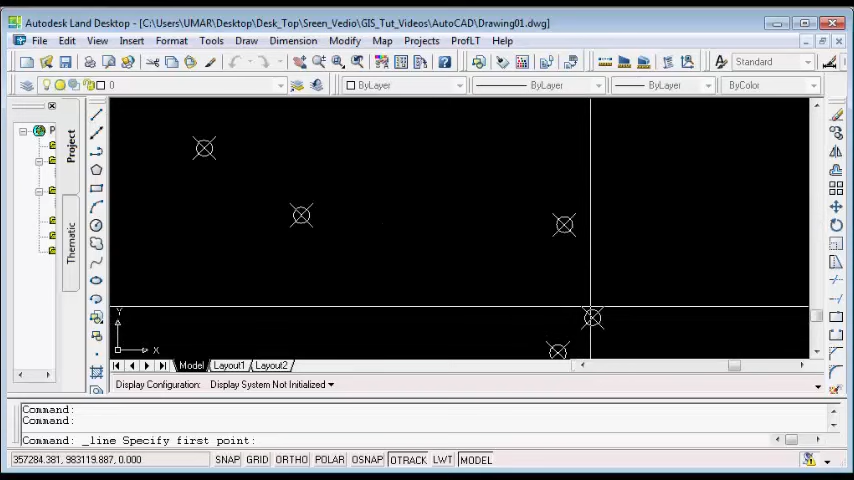 Autodesk Land Desktop - [C:\Users\UMAR\Desktop\Desk_Top\Sreen_Vedio\GIS_Tut_Videos\AutoCAD\Drawing01.dwg]
File Edit View Insert Format Tools Draw Dimension Modify Map Projects ProfLT Help
Standard
0 ByLayer ByLayer ByLayer ByColor
P
Project
Thematic
Y
X
Model Layout1 Layout2
Display Configuration: Display System Not Initialized
Command:
Command:
Command: _line Specify first point:
357284.381, 983119.887, 0.000 SNAP GRID ORTHO POLAR OSNAP OTRACK LWT MODEL